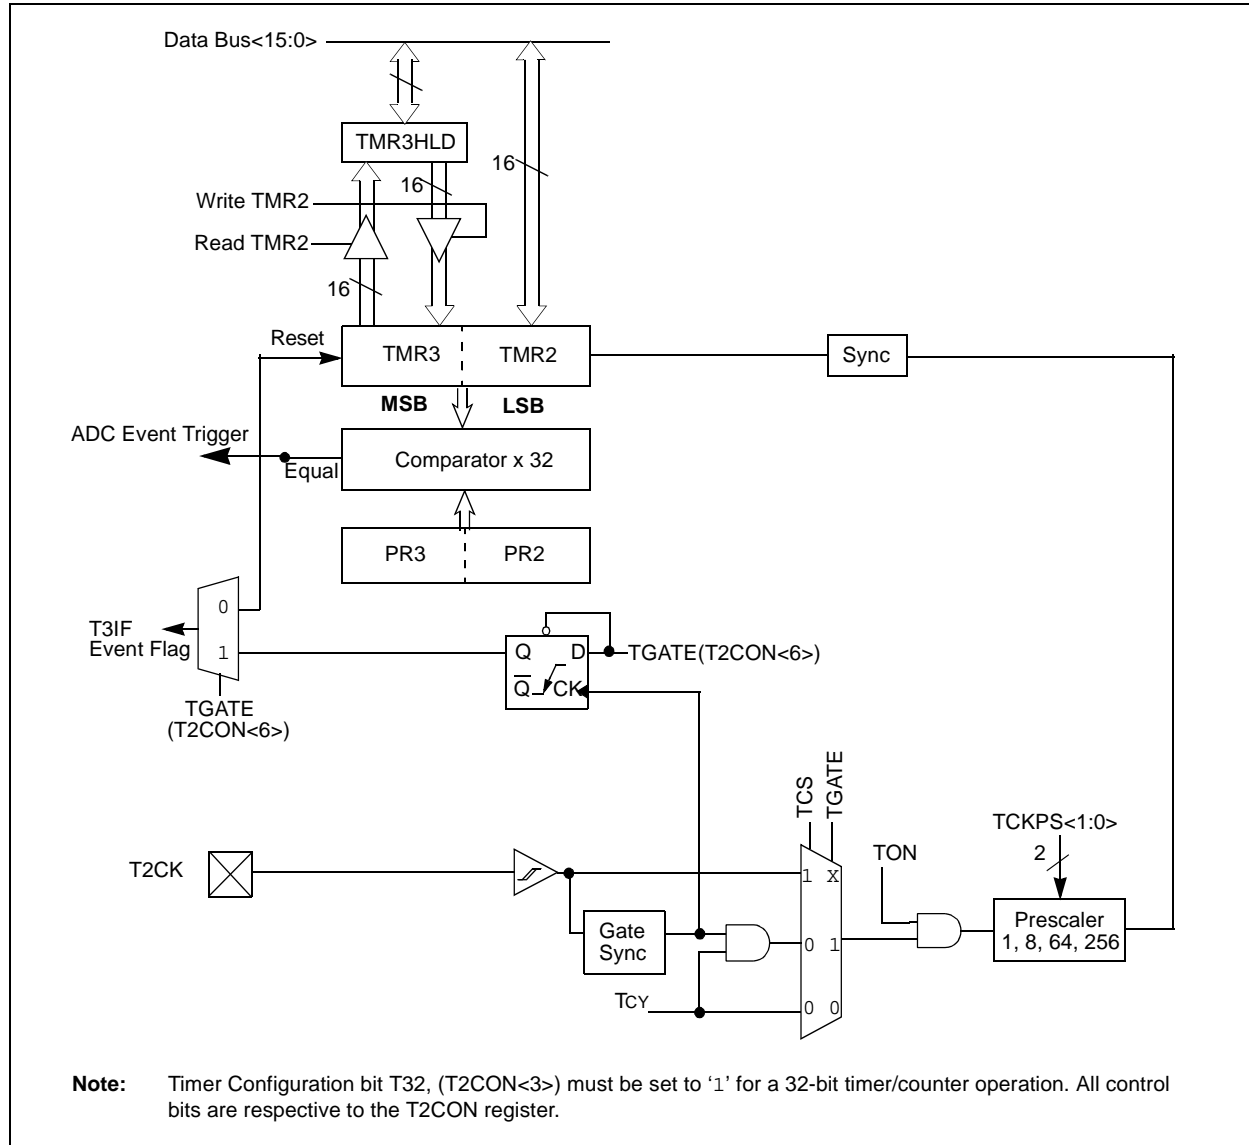 Data Bus<15:0>
TMR3HLD
16
16
Write TMR2
Read TMR2
16
Reset
TMR3
TMR2
Sync
MSB
LSB
ADC Event Trigger
Equal
Comparator x 32
PR3
PR2
0
1
T3IF
Event Flag
Q
D
TGATE(T2CON<6>)
Q
CK
TGATE
(T2CON<6>)
TCS
TGATE
TCKPS<1:0>
2
TON
T2CK
1 X
Prescaler
1, 8, 64, 256
Gate
Sync
0 1
TCY
0 0
Note: Timer Configuration bit T32, (T2CON<3>) must be set to ‘1’ for a 32-bit timer/counter operation. All control
bits are respective to the T2CON register.